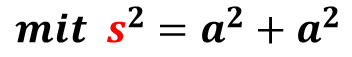 mit s² = a² + a²